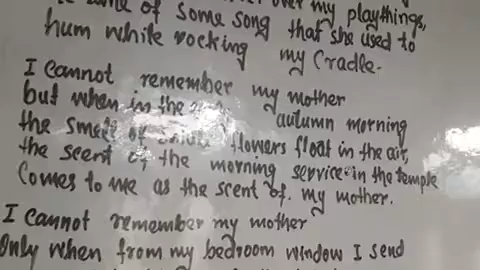 tune of some song that she used to
over my playthings,
hum while rocking my Cradle.
I cannot remember my mother
but when in the autumn morning
the smell of flowers float in the air,
the scent of the morning service in the temple
Comes to me as the scent of. my mother.
I cannot remember my mother
Only when from my bedroom window I send